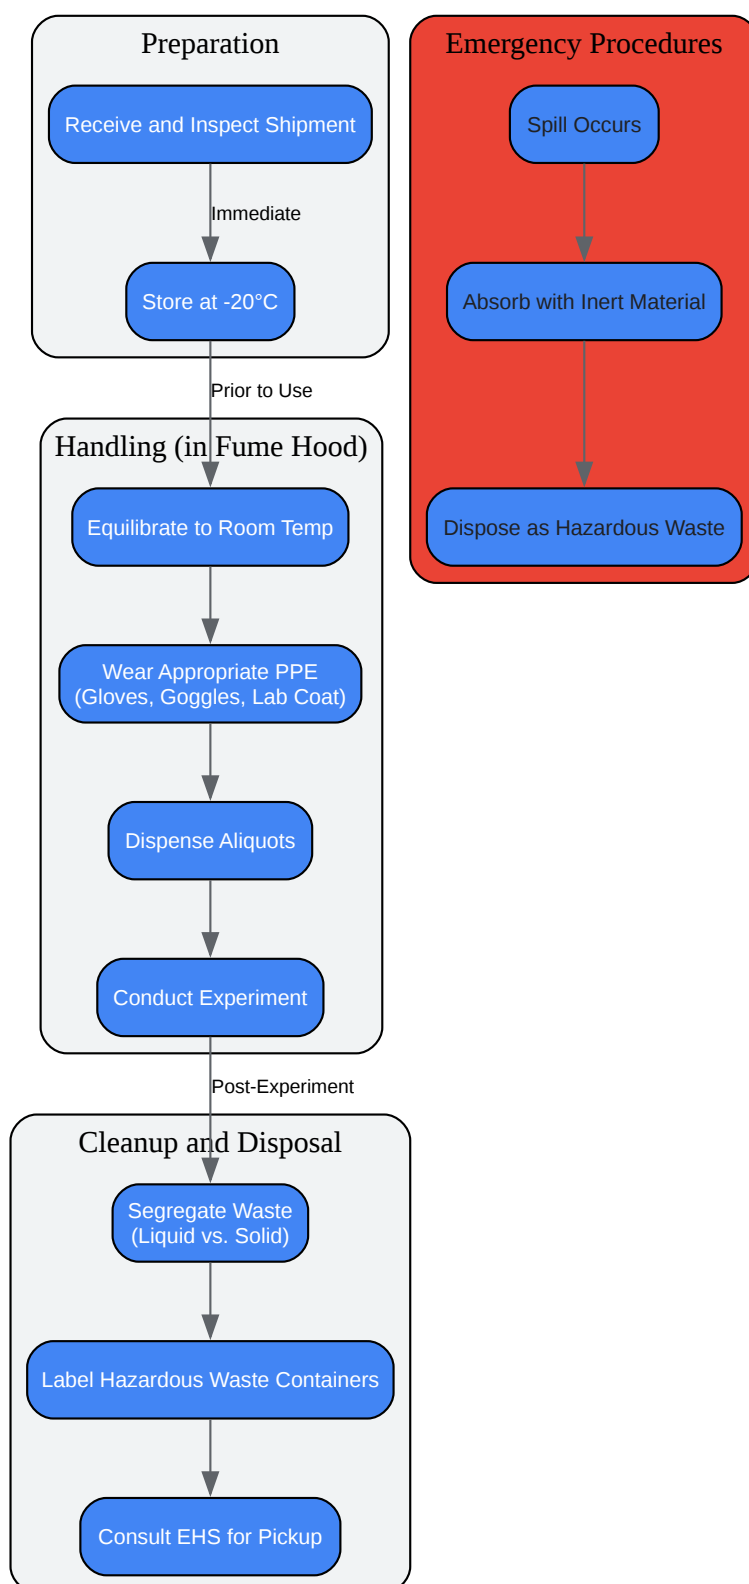 Preparation
Receive and Inspect Shipment
Immediate
Store at -20°C
Prior to Use
Handling (in Fume Hood)
Equilibrate to Room Temp
Wear Appropriate PPE
(Gloves, Goggles, Lab Coat)
Dispense Aliquots
Conduct Experiment
Post-Experiment
Cleanup and Disposal
Segregate Waste
(Liquid vs. Solid)
Label Hazardous Waste Containers
Consult EHS for Pickup
Emergency Procedures
Spill Occurs
Absorb with Inert Material
Dispose as Hazardous Waste